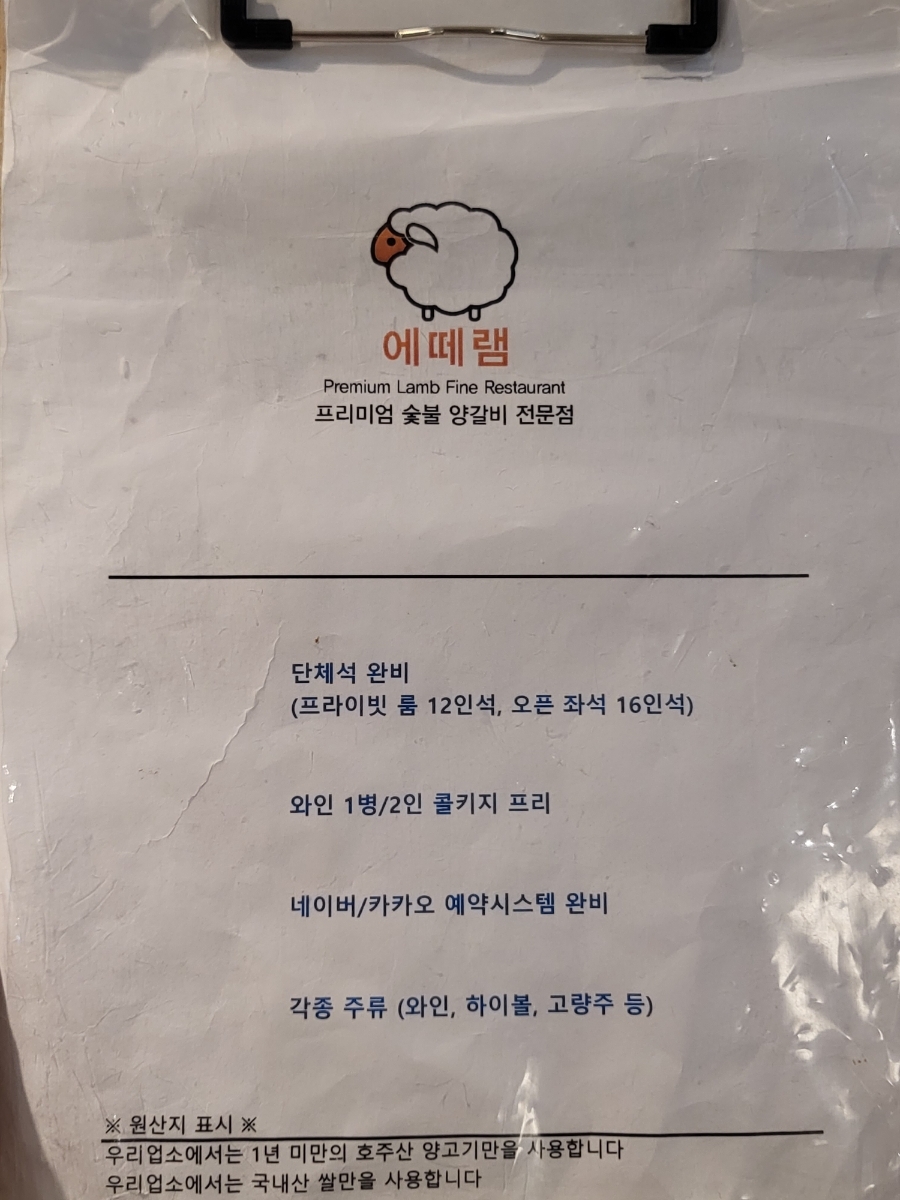 에떼램
Premium Lamb Fine Restaurant
프리미엄 숯불 양갈비 전문점
단체석 완비
(프라이빗 룸 12인석, 오픈 좌석 16인석)
와인 1병/2인 콜키지 프리
네이버/카카오 예약시스템 완비
각종 주류 (와인, 하이볼, 고량주 등)
※ 원산지 표시 ※
우리업소에서는 1년 미만의 호주산 양고기만을 사용합니다
우리업소에서는 국내산 쌀만을 사용합니다